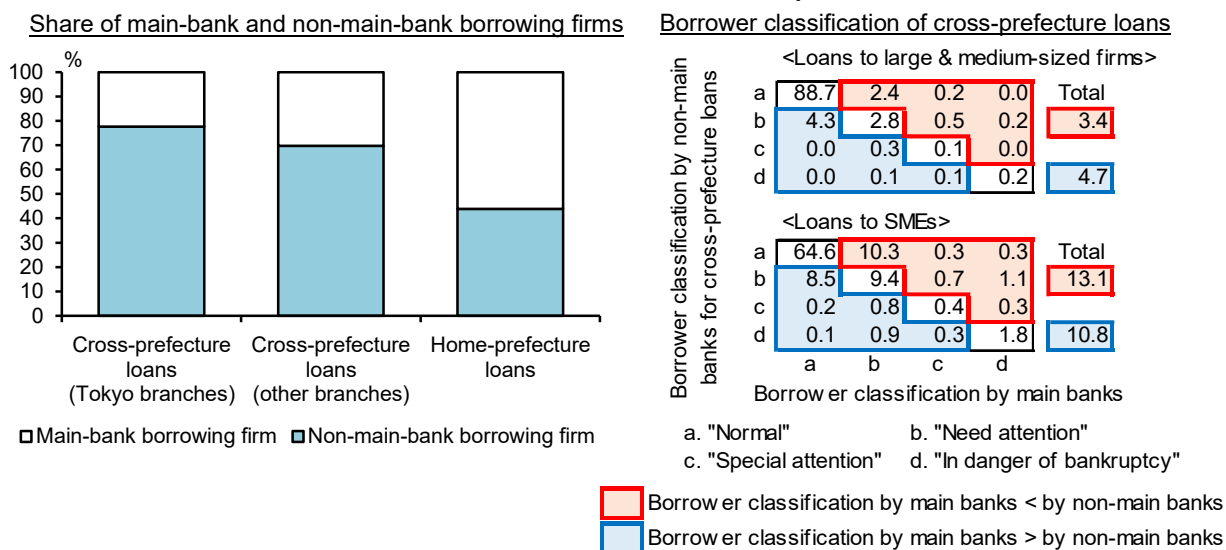 Share of main-bank and non-main-bank borrowing firms
%
100
90
80
70
60
50
40
30
20
10
0
Cross-prefecture loans (Tokyo branches)
Cross-prefecture loans (other branches)
Home-prefecture loans
Main-bank borrowing firm Non-main-bank borrowing firm
Borrower classification of cross-prefecture loans
Borrower classification by non-main
banks for cross-prefecture loans
<Loans to large & medium-sized firms>
a 88.7 2.4 0.2 0.0 Total
b 4.3 2.8 0.5 0.2 3.4
c 0.0 0.3 0.1 0.0
d 0.0 0.1 0.1 0.2 4.7
<Loans to SMEs>
a 64.6 10.3 0.3 0.3 Total
b 8.5 9.4 0.7 1.1 13.1
c 0.2 0.8 0.4 0.3
d 0.1 0.9 0.3 1.8 10.8
a b c d
Borrower classification by main banks
a. "Normal" b. "Need attention"
c. "Special attention" d. "In danger of bankruptcy"
Borrower classification by main banks < by non-main banks
Borrower classification by main banks > by non-main banks